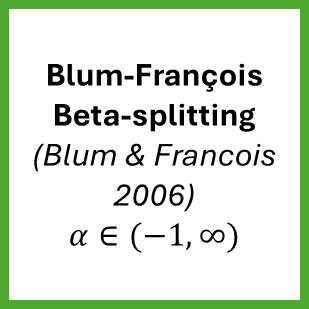 Blum-François
Beta-splitting
(Blum & Francois
2006)
𝛼 ∈ (−1, ∞)